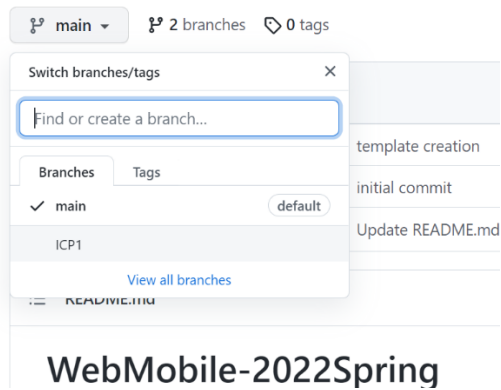 main 2 branches 0 tags
Switch branches/tags
Find or create a branch...
Branches Tags
main default
ICP1
View all branches
template creation
initial commit
Update README.md
README.md
WebMobile-2022Spring